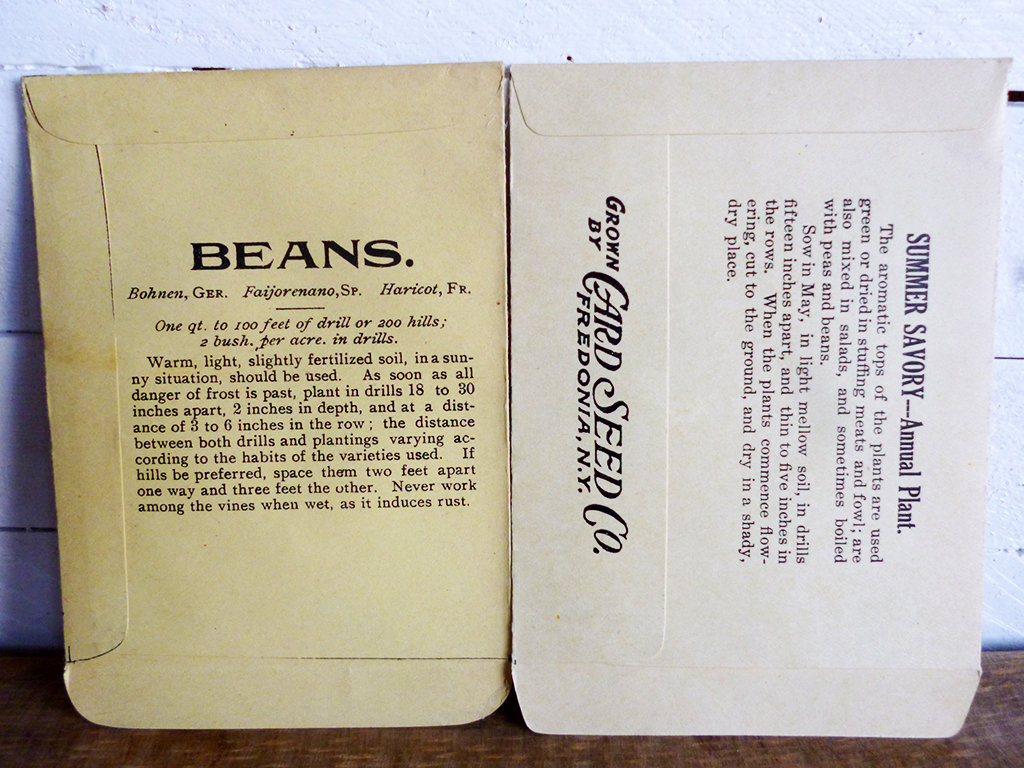 BEANS.
Bohnen, GER. Faijorenano, SP. Haricot, FR.
One qt. to 100 feet of drill or 200 hills;
2 bush. per acre. in drills.
Warm, light, slightly fertilized soil, in a sun-
ny situation, should be used. As soon as all
danger of frost is past, plant in drills 18 to 30
inches apart, 2 inches in depth, and at a dist-
ance of 3 to 6 inches in the row; the distance
between both drills and plantings varying ac-
cording to the habits of the varieties used. If
hills be preferred, space them two feet apart
one way and three feet the other. Never work
among the vines when wet, as it induces rust.
SUMMER SAVORY—Annual Plant.
The aromatic tops of the plants are used
green or dried in stuffing meats and fowl; are
also mixed in salads, and sometimes boiled
with peas and beans.
Sow in May, in light mellow soil, in drills
fifteen inches apart, and thin to five inches in
the rows. When the plants commence flow-
ering, cut to the ground, and dry in a shady,
dry place.
GROWN BY CARD SEED CO.
FREDONIA, N.Y.